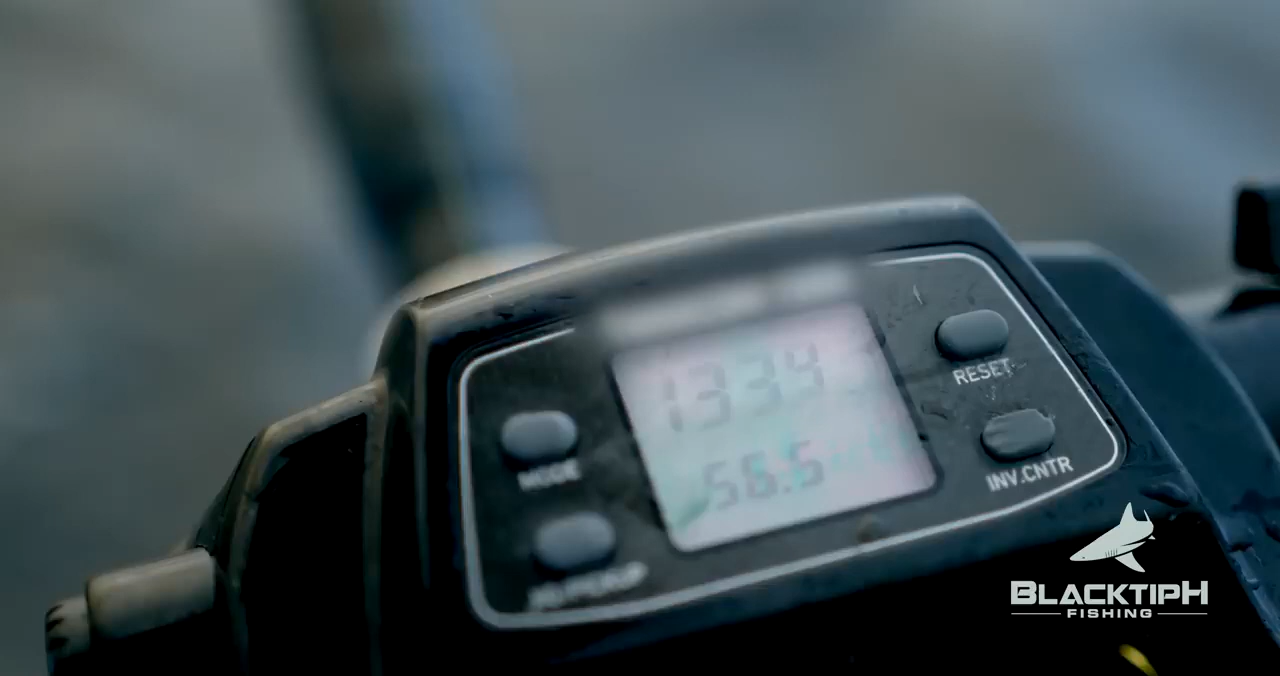 1334
56.5
MODE
RESET
INV.CNTR
BLACKTIPH
FISHING